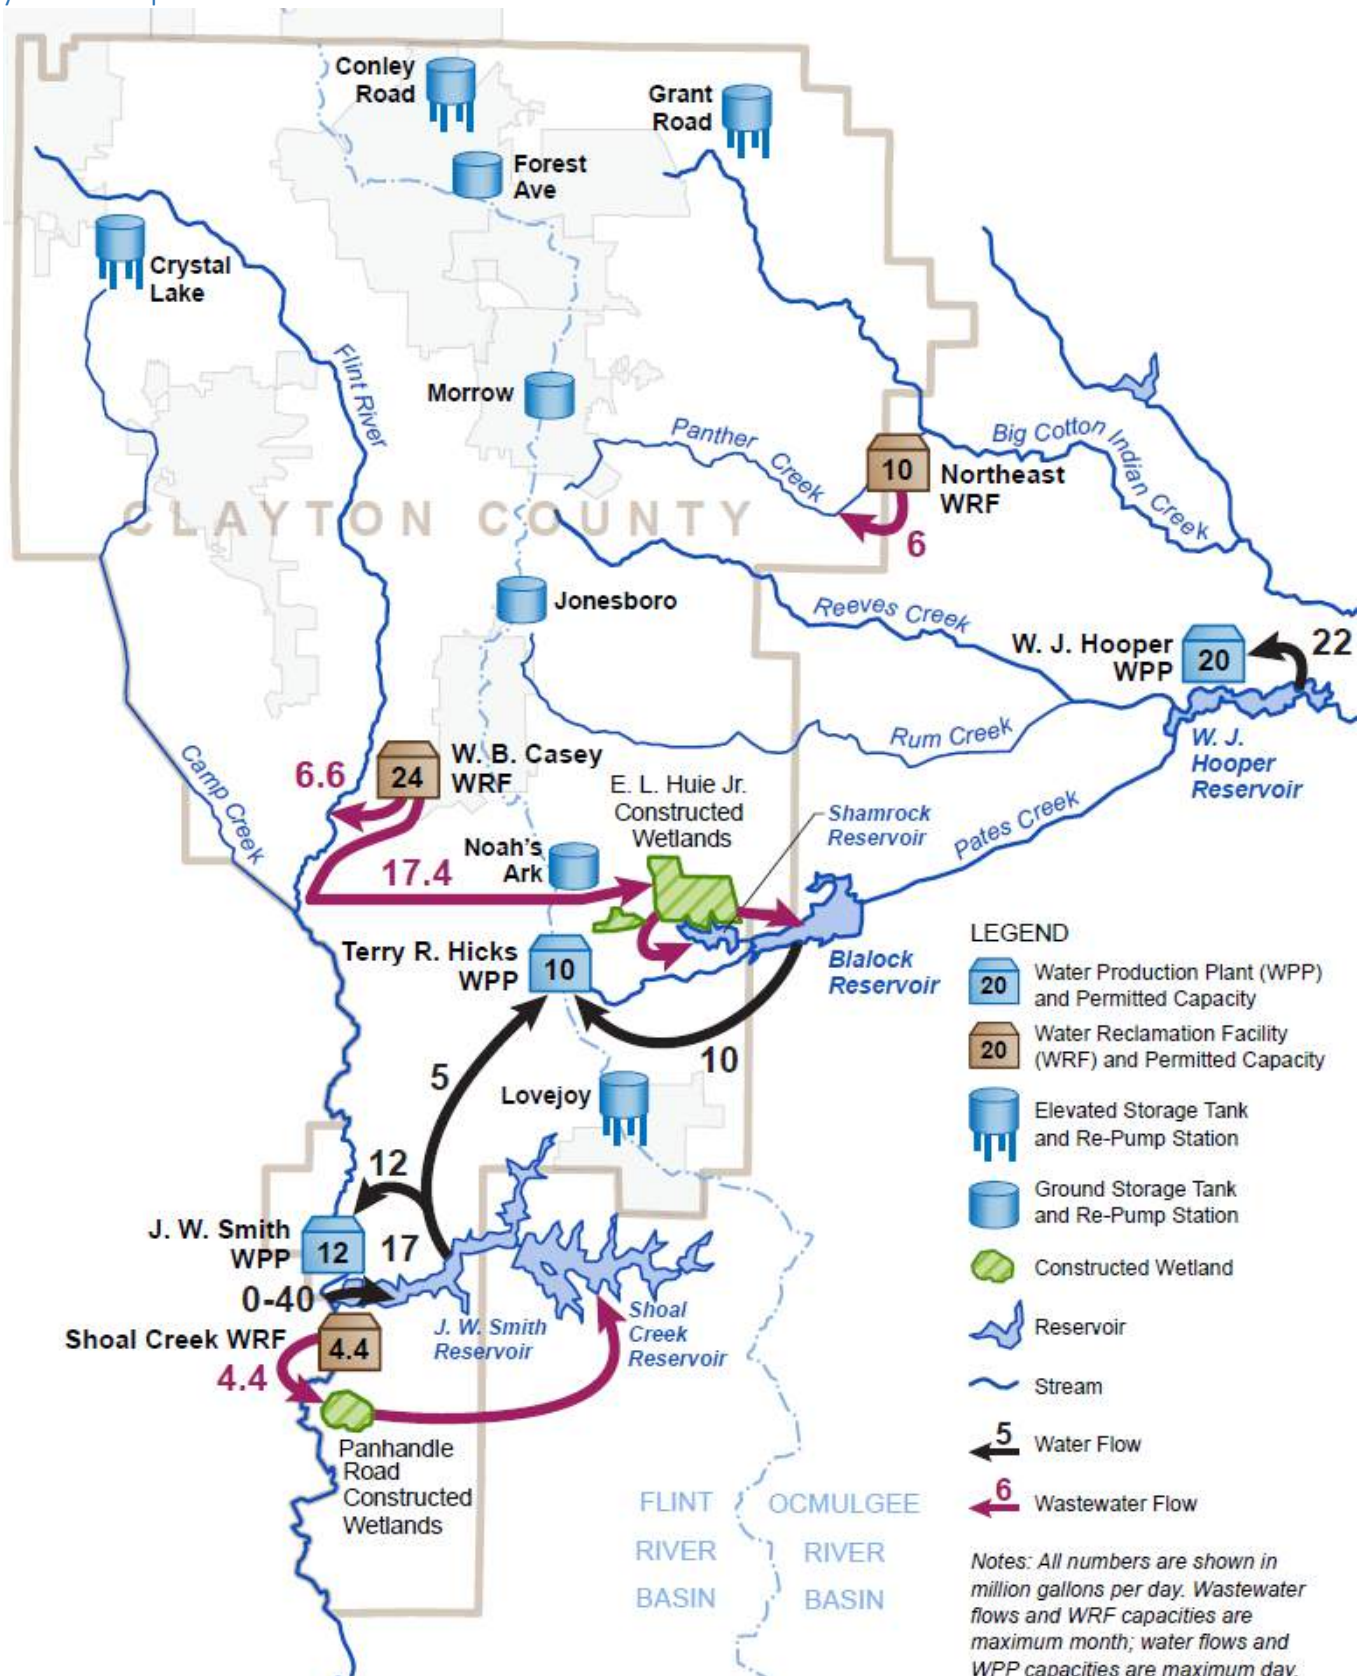 Conley
Road
Grant
Road
Forest
Ave
Crystal
Lake
Flint River
Morrow
Panther Creek
Big Cotton Indian Creek
10
Northeast
WRF
CLAYTON COUNTY
6
Jonesboro
Reeves Creek
W. J. Hooper
WPP
20
22
Rum Creek
W. J.
Hooper
Reservoir
Camp Creek
6.6
24
W. B. Casey
WRF
E. L. Huie Jr.
Constructed
Wetlands
Shamrock
Reservoir
Pates Creek
Noah's
Ark
17.4
Terry R. Hicks
WPP
10
Blalock
Reservoir
10
5
Lovejoy
12
J. W. Smith
WPP
12
17
0-40
J. W. Smith
Reservoir
Shoal
Creek
Reservoir
Shoal Creek WRF
4.4
4.4
Panhandle
Road
Constructed
Wetlands
FLINT
RIVER
BASIN
OCMULGEE
RIVER
BASIN
LEGEND
20
Water Production Plant (WPP)
and Permitted Capacity
20
Water Reclamation Facility
(WRF) and Permitted Capacity
Elevated Storage Tank
and Re-Pump Station
Ground Storage Tank
and Re-Pump Station
Constructed Wetland
Reservoir
Stream
5
Water Flow
6
Wastewater Flow
Notes: All numbers are shown in
million gallons per day. Wastewater
flows and WRF capacities are
maximum month; water flows and
WPP capacities are maximum day.